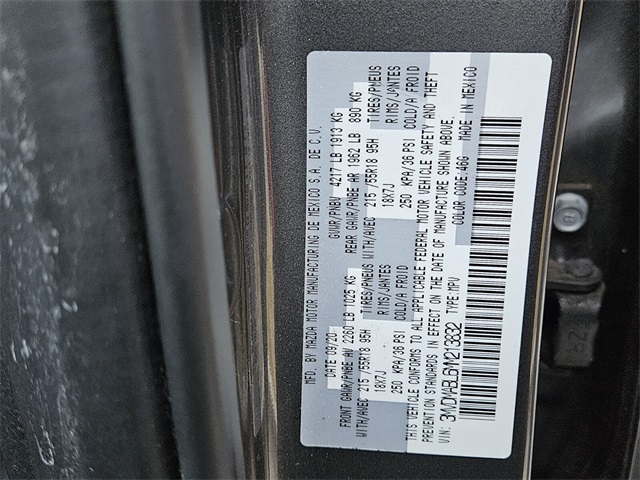 MFD. BY MAZDA MOTOR MANUFACTURING DE MEXICO S.A. DE C.V.
DATE 09/20 GVWR/PNBV 4217 LB 1913 KG
FRONT GAWR/PNBE AV 2260 LB 1025 KG REAR GAWR/PNBE AR 1962 LB 890 KG
WITH/AVEC 215 /55R18 95H TIRES/PNEUS WITH/AVEC 215 /55R18 95H TIRES/PNEUS
18X7J RIMS/JANTES 18X7J RIMS/JANTES
250 KPA/36 PSI COLD/A FROID 250 KPA/36 PSI COLD/A FROID
THIS VEHICLE CONFORMS TO ALL APPLICABLE FEDERAL MOTOR VEHICLE SAFETY AND THEFT
PREVENTION STANDARDS IN EFFECT ON THE DATE OF MANUFACTURE SHOWN ABOVE.
VIN: 3MVDMABL6MM213832 TYPE:MPV COLOR CODE:46G MADE IN MEXICO